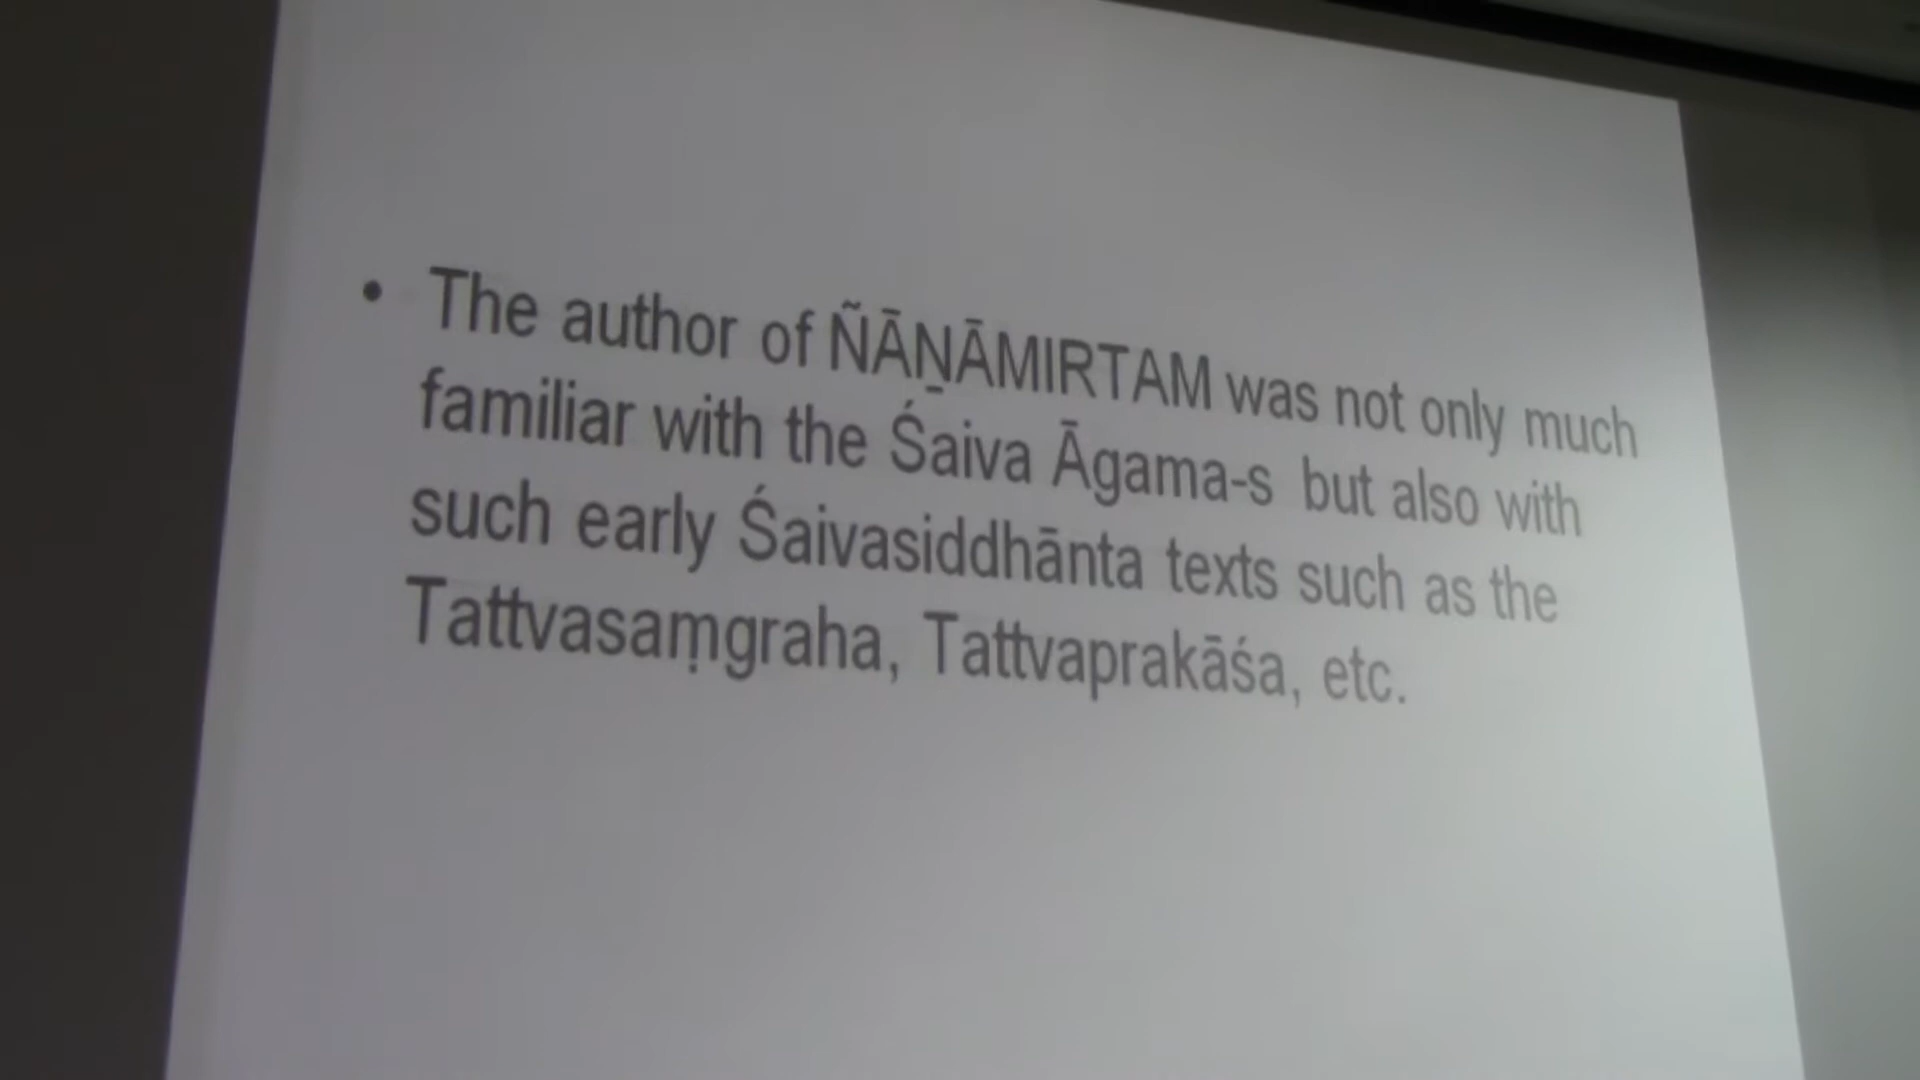 • The author of ÑĀṈĀMIRTAM was not only much
familiar with the Śaiva Āgama-s but also with
such early Śaivasiddhānta texts such as the
Tattvasaṃgraha, Tattvaprakāśa, etc.